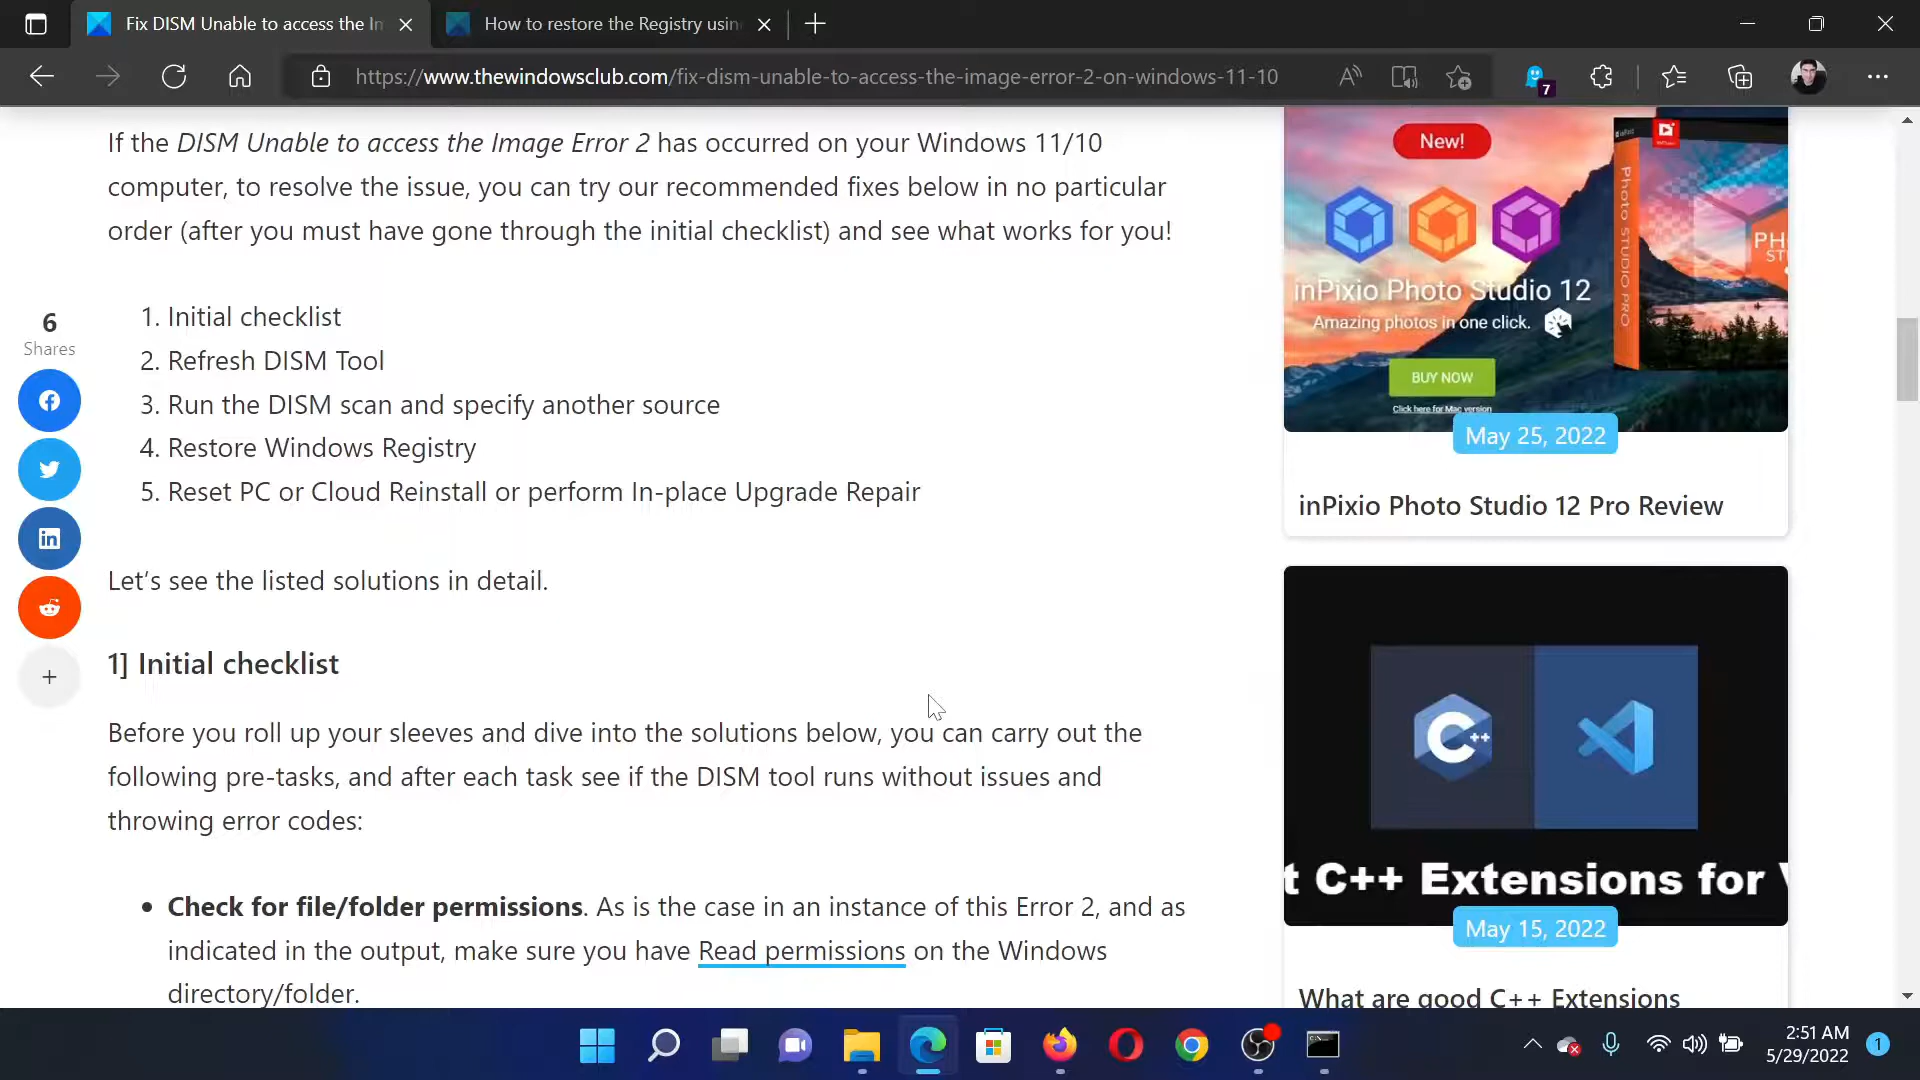 Fix DISM Unable to access the In
How to restore the Registry usin
https://www.thewindowsclub.com/fix-dism-unable-to-access-the-image-error-2-on-windows-11-10
7
If the DISM Unable to access the Image Error 2 has occurred on your Windows 11/10
computer, to resolve the issue, you can try our recommended fixes below in no particular
order (after you must have gone through the initial checklist) and see what works for you!
6
Shares
1. Initial checklist
2. Refresh DISM Tool
3. Run the DISM scan and specify another source
4. Restore Windows Registry
5. Reset PC or Cloud Reinstall or perform In-place Upgrade Repair
Let’s see the listed solutions in detail.
1] Initial checklist
Before you roll up your sleeves and dive into the solutions below, you can carry out the
following pre-tasks, and after each task see if the DISM tool runs without issues and
throwing error codes:
• Check for file/folder permissions. As is the case in an instance of this Error 2, and as
indicated in the output, make sure you have Read permissions on the Windows
directory/folder.
New!
inPixio Photo Studio 12
Amazing photos in one click.
BUY NOW
Click here for Mac version
PHOTO STUDIO PRO
May 25, 2022
inPixio Photo Studio 12 Pro Review
C++
t C++ Extensions for
May 15, 2022
What are good C++ Extensions
2:51 AM
5/29/2022
1